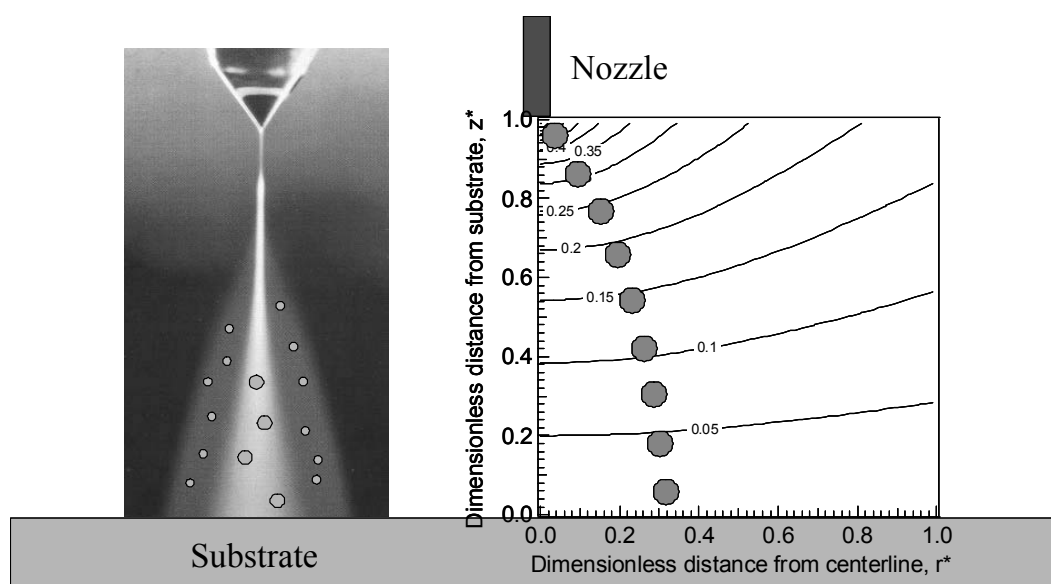 Nozzle
Dimensionless distance from substrate, z*
1.0
0.8
0.6
0.4
0.2
0.0
0.4
0.35
0.25
0.2
0.15
0.1
0.05
0.0 0.2 0.4 0.6 0.8 1.0
Dimensionless distance from centerline, r*
Substrate